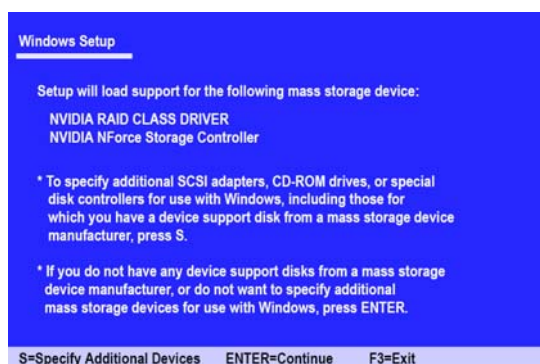 Windows Setup
Setup will load support for the following mass storage device:
NVIDIA RAID CLASS DRIVER
NVIDIA NForce Storage Controller
* To specify additional SCSI adapters, CD-ROM drives, or special
disk controllers for use with Windows, including those for
which you have a device support disk from a mass storage device
manufacturer, press S.
* If you do not have any device support disks from a mass storage
device manufacturer, or do not want to specify additional
mass storage devices for use with Windows, press ENTER.
S=Specify Additional Devices ENTER=Continue F3=Exit